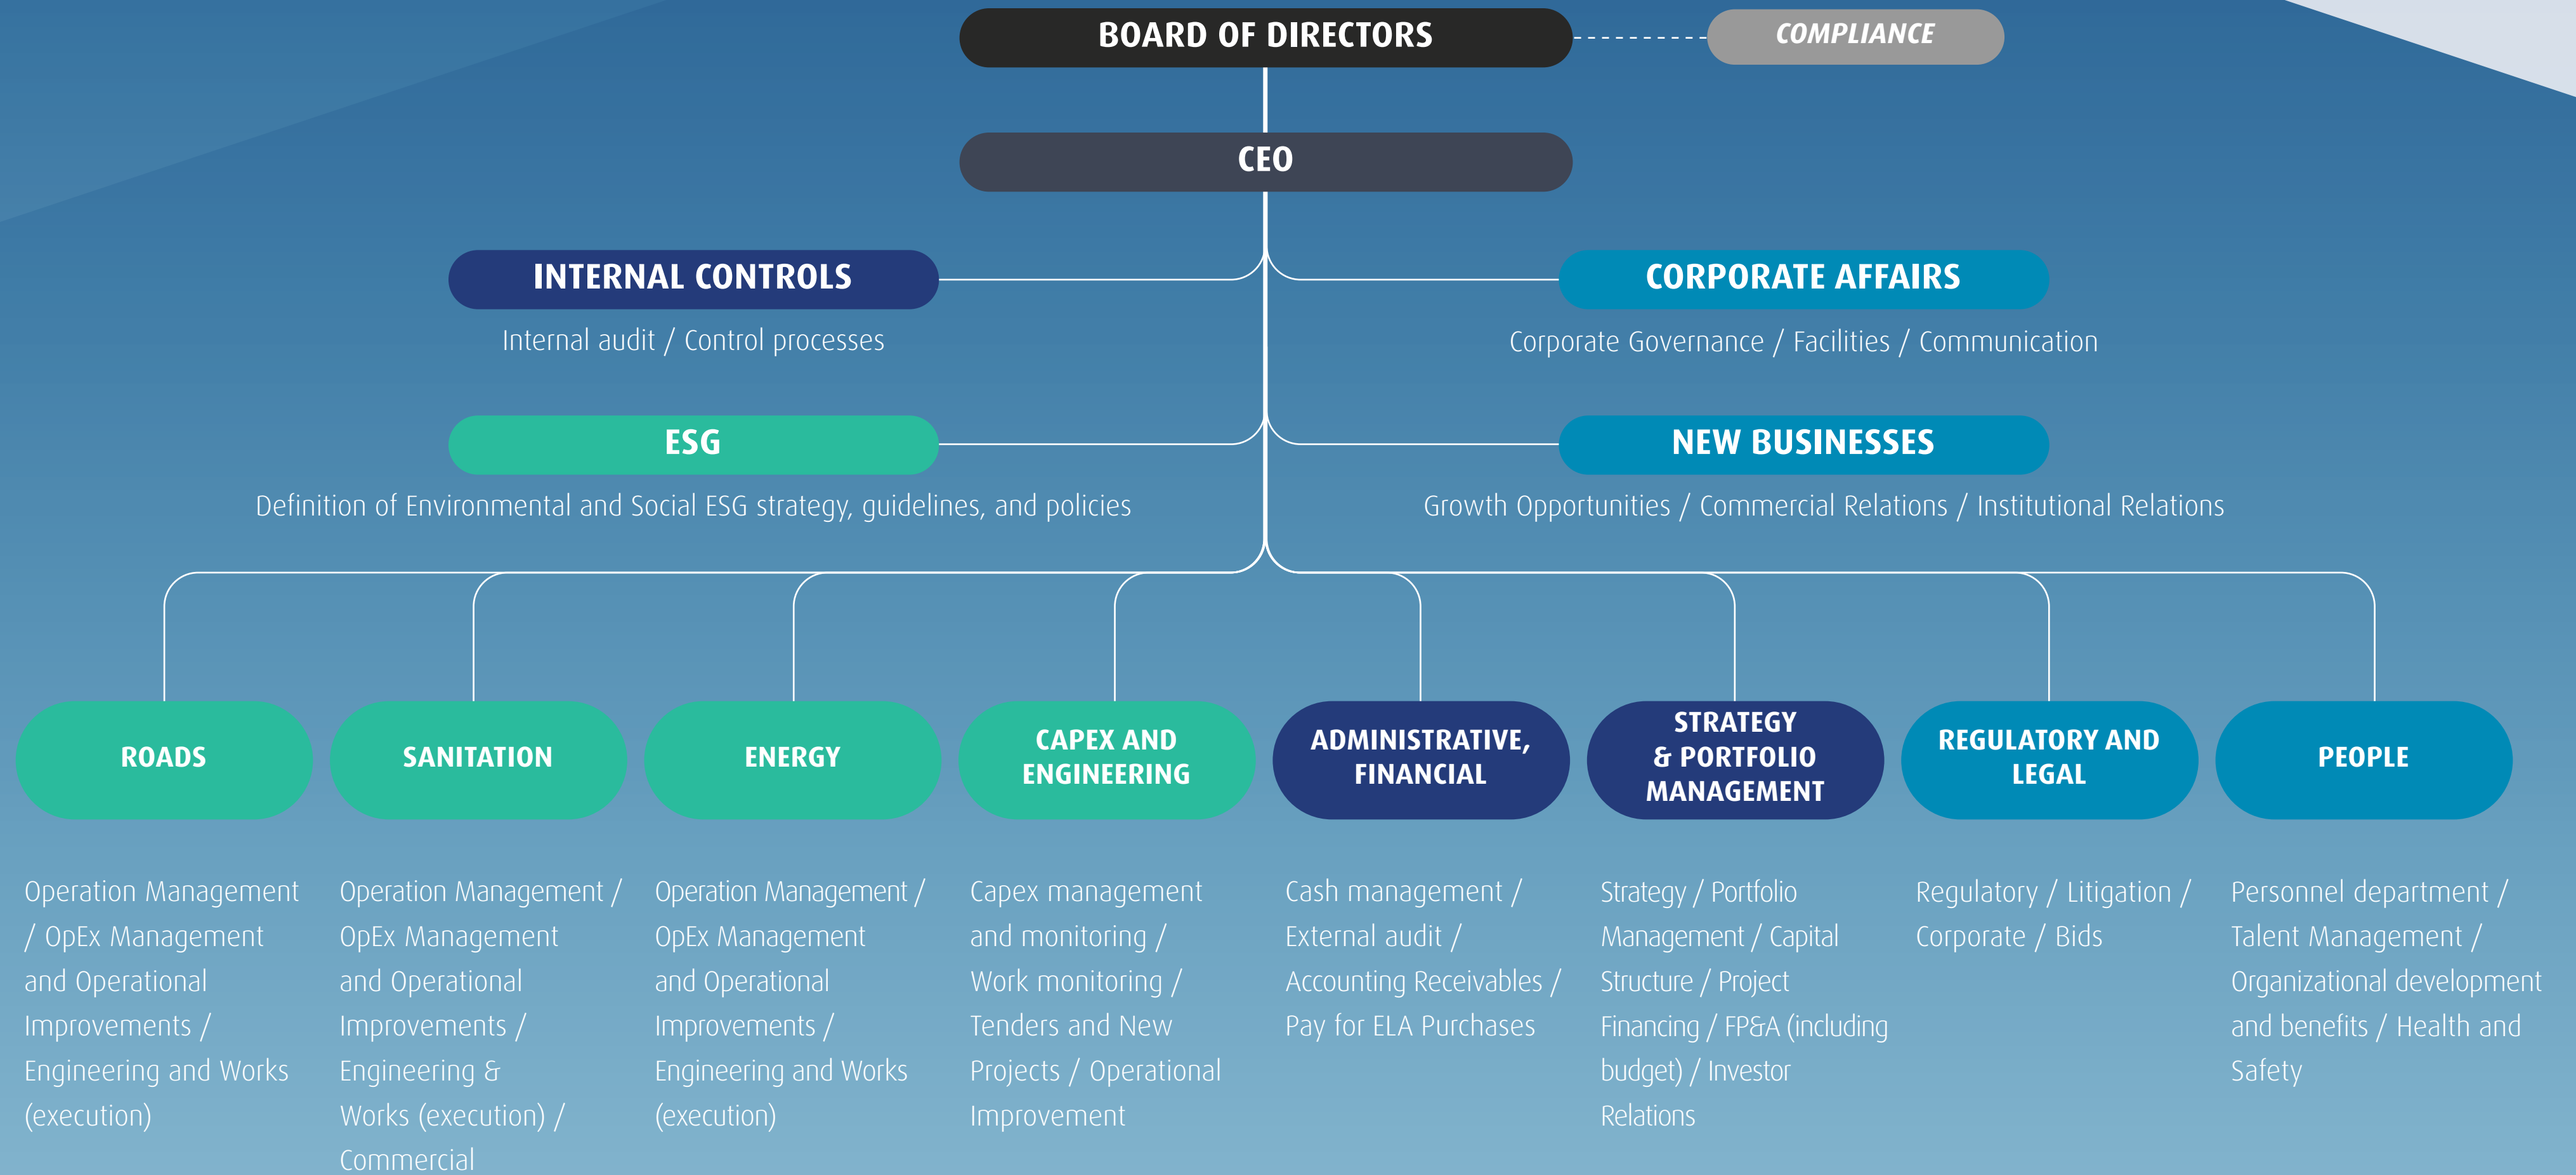 BOARD OF DIRECTORS
COMPLIANCE
CEO
INTERNAL CONTROLS
Internal audit / Control processes
CORPORATE AFFAIRS
Corporate Governance / Facilities / Communication
ESG
Definition of Environmental and Social ESG strategy, guidelines, and policies
NEW BUSINESSES
Growth Opportunities / Commercial Relations / Institutional Relations
ROADS
Operation Management
/ OpEx Management
and Operational
Improvements /
Engineering and Works
(execution)
SANITATION
Operation Management /
OpEx Management
and Operational
Improvements /
Engineering &
Works (execution) /
Commercial
ENERGY
Operation Management /
OpEx Management
and Operational
Improvements /
Engineering and Works
(execution)
CAPEX AND
ENGINEERING
Capex management
and monitoring /
Work monitoring /
Tenders and New
Projects / Operational
Improvement
ADMINISTRATIVE,
FINANCIAL
Cash management /
External audit /
Accounting Receivables /
Pay for ELA Purchases
STRATEGY
& PORTFOLIO
MANAGEMENT
Strategy / Portfolio
Management / Capital
Structure / Project
Financing / FP&A (including
budget) / Investor
Relations
REGULATORY AND
LEGAL
Regulatory / Litigation /
Corporate / Bids
PEOPLE
Personnel department /
Talent Management /
Organizational development
and benefits / Health and
Safety